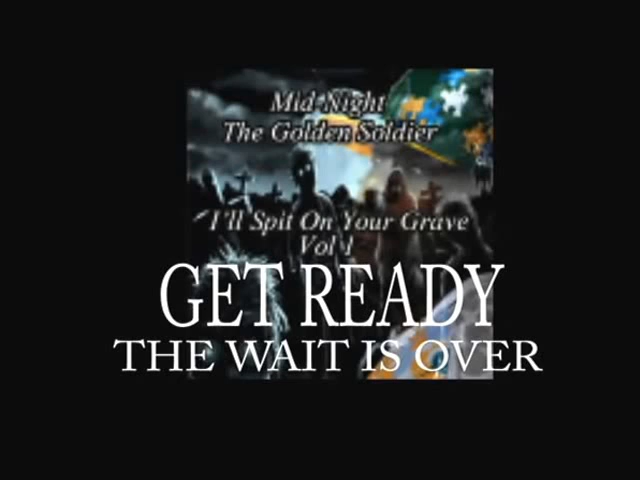 Mid-Night
The Golden Soldier
I'll Spit On Your Grave
Vol 1
GET READY
THE WAIT IS OVER